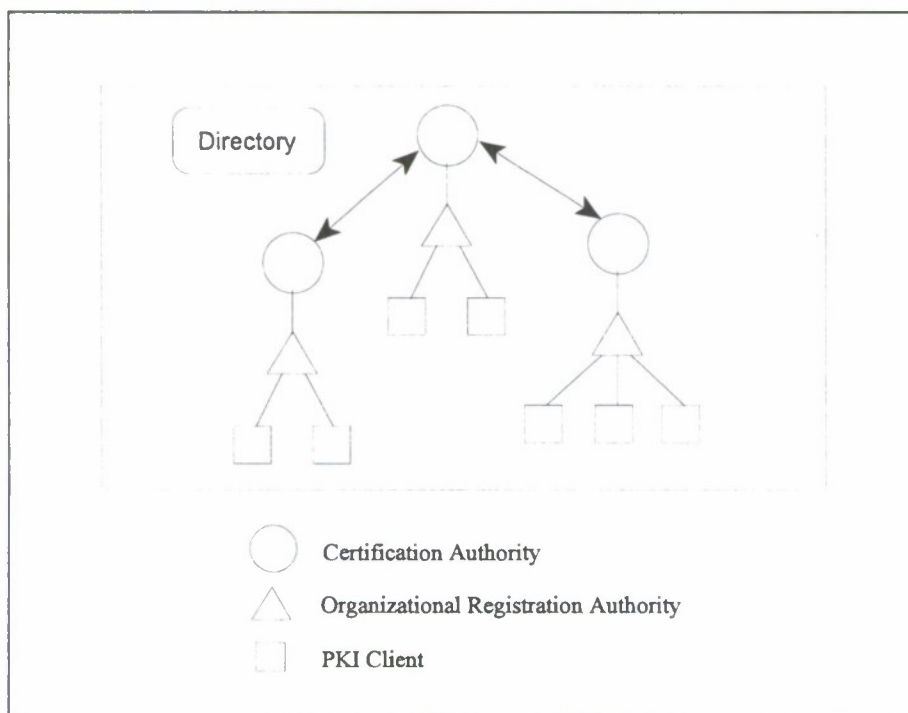 Directory
Certification Authority
Organizational Registration Authority
PKI Client